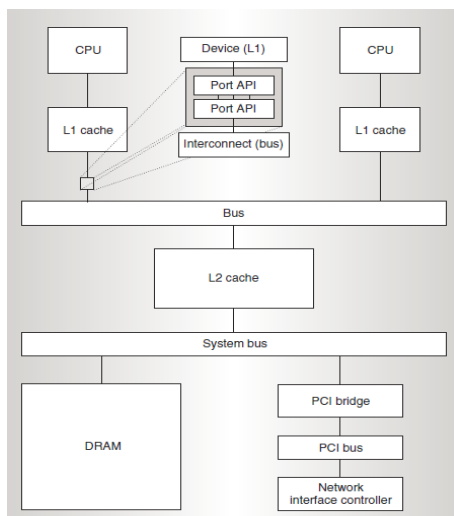 CPU
Device (L1)
CPU
Port API
Port API
L1 cache
Interconnect (bus)
L1 cache
Bus
L2 cache
System bus
DRAM
PCI bridge
PCI bus
Network
interface controller